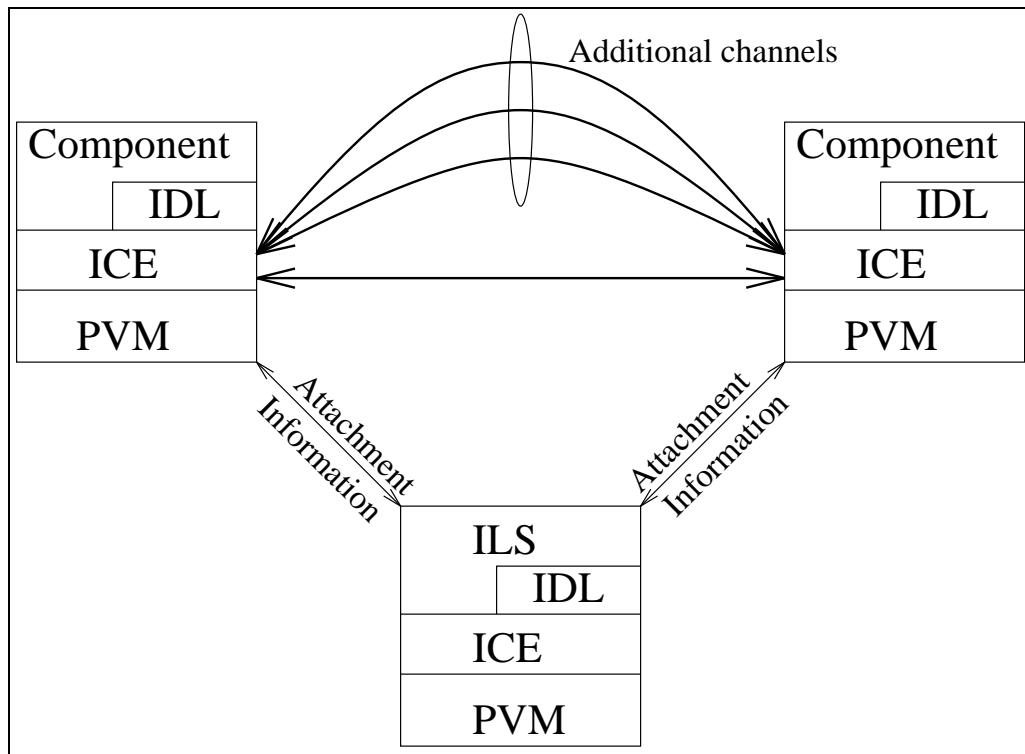 Additional channels
Component
IDL
ICE
PVM
Component
IDL
ICE
PVM
Attachment
Information
Attachment
Information
ILS
IDL
ICE
PVM